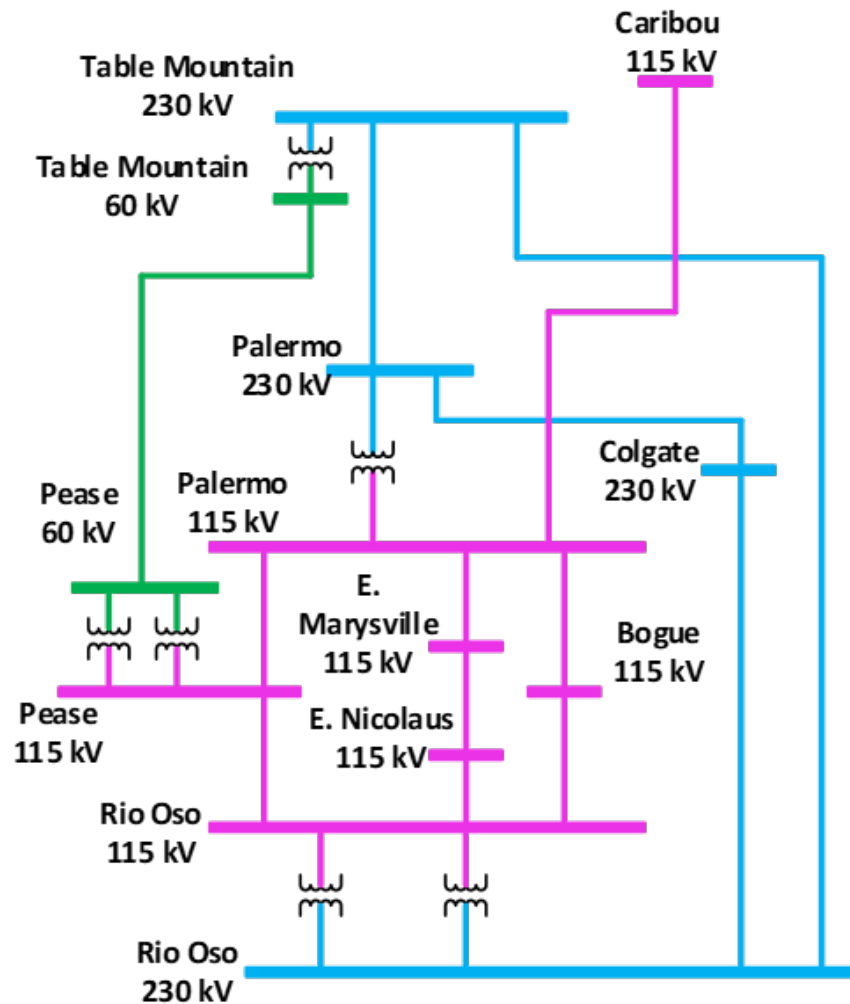 Caribou
115 kV
Table Mountain
230 kV
Table Mountain
60 kV
Palermo
230 kV
Colgate
230 kV
Pease
60 kV
Palermo
115 kV
E.
Marysville
115 kV
Bogue
115 kV
Pease
115 kV
E. Nicolaus
115 kV
Rio Oso
115 kV
Rio Oso
230 kV